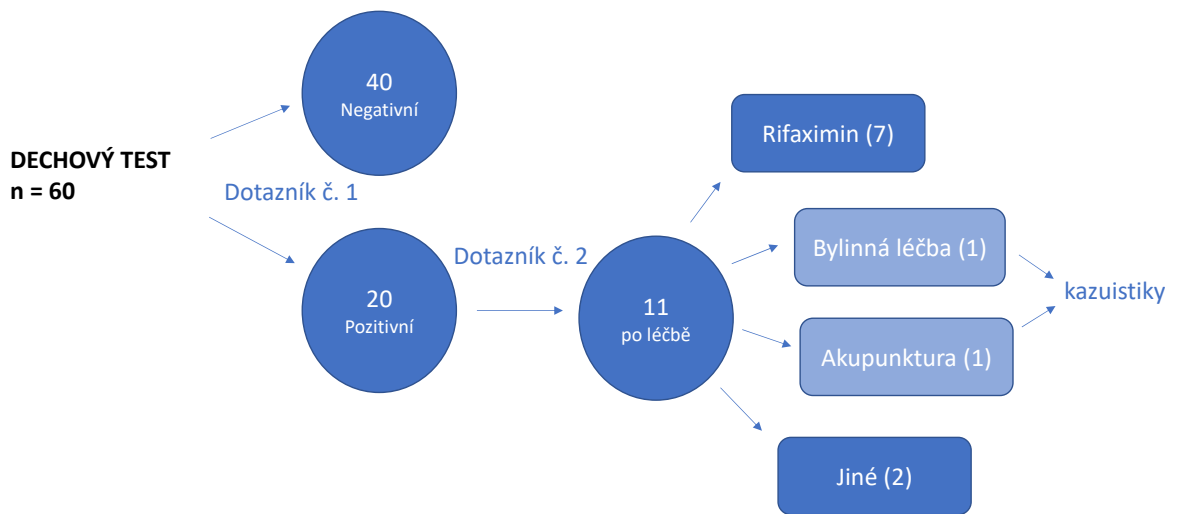 40
Negativní
DECHOVÝ TEST
n = 60
Dotazník č. 1
20
Pozitivní
Dotazník č. 2
11
po léčbě
Rifaximin (7)
Bylinná léčba (1)
Akupunktura (1)
Jiné (2)
kazuistiky